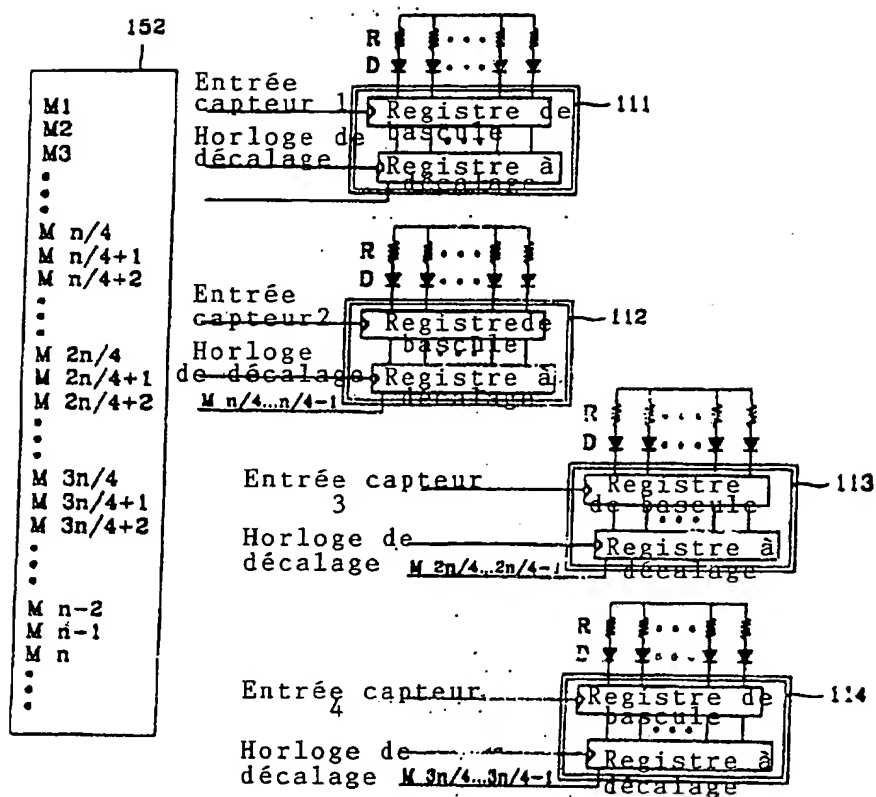 152
M1
M2
M3
M n/4
M n/4+1
M n/4+2
M 2n/4
M 2n/4+1
M 2n/4+2
M 3n/4
M 3n/4+1
M 3n/4+2
M n-2
M n-1
M n
R
D
Entrée
capteur 1
Registre de
bascule
111
Horloge de
décalage
Registre à
décalage
R
D
Entrée
capteur2
Registrede
bascule
112
Horloge
de décalage
Registre à
décalage
M n/4...n/4-1
R
D
Entrée capteur
3
Registre
de bascule
113
Horloge de
décalage
Registre à
décalage
M 2n/4...2n/4-1
R
D
Entrée capteur
4
Registre de
bascule
114
Horloge de
décalage
Registre à
décalage
M 3n/4...3n/4-1